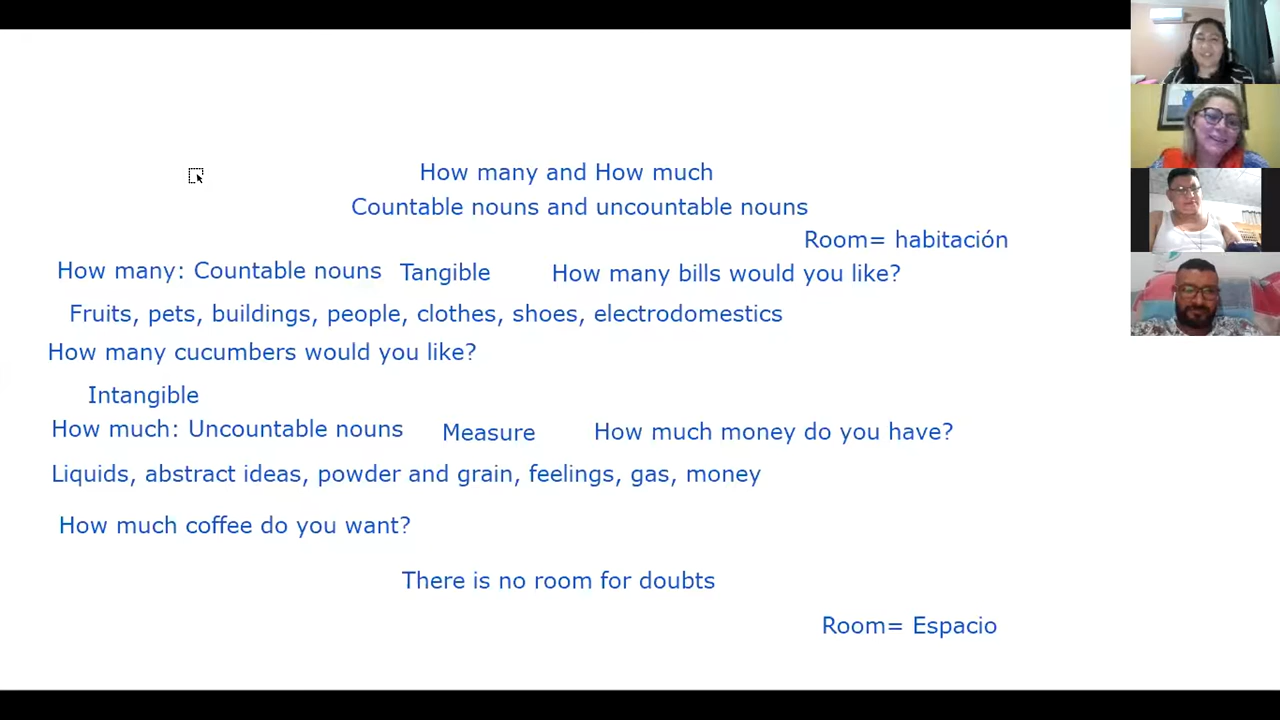 How many and How much
Countable nouns and uncountable nouns
Room= habitación
How many: Countable nouns Tangible How many bills would you like?
Fruits, pets, buildings, people, clothes, shoes, electrodomestics
How many cucumbers would you like?
Intangible
How much: Uncountable nouns Measure How much money do you have?
Liquids, abstract ideas, powder and grain, feelings, gas, money
How much coffee do you want?
There is no room for doubts
Room= Espacio